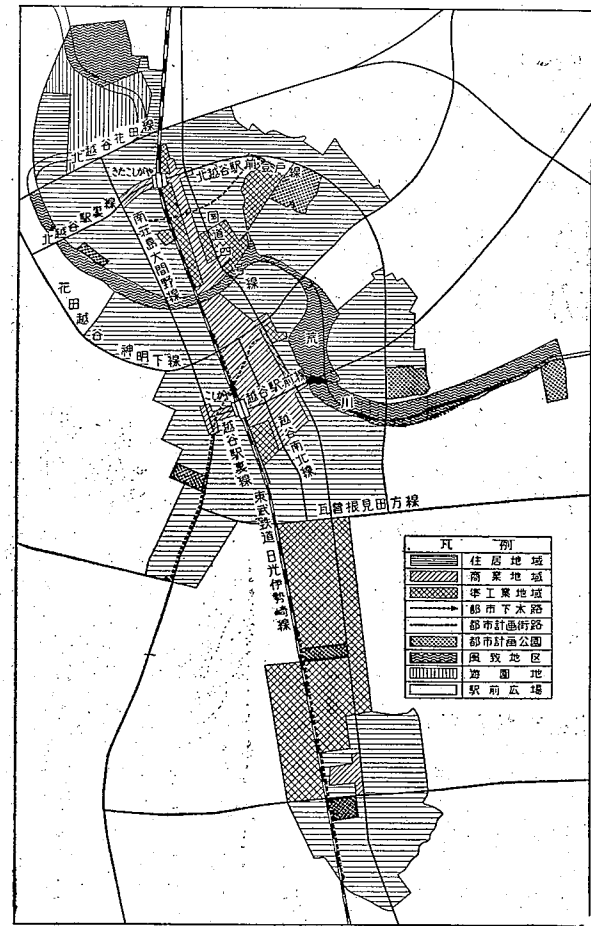 北越谷花田線
きたこしがや
北越谷駅前登戸線
北越谷駅裏線
南荻島大間野線
国道四号線
花田越谷
神明下線
荒川
こしがや
越谷駅前線
越谷南北線
越谷駅裏線
東武鉄道日光伊勢崎線
瓦曽根見田方線
凡例
住居地域
商業地域
準工業地域
都市下水路
都市計画街路
都市計画公園
風致地区
遊園地
駅前広場